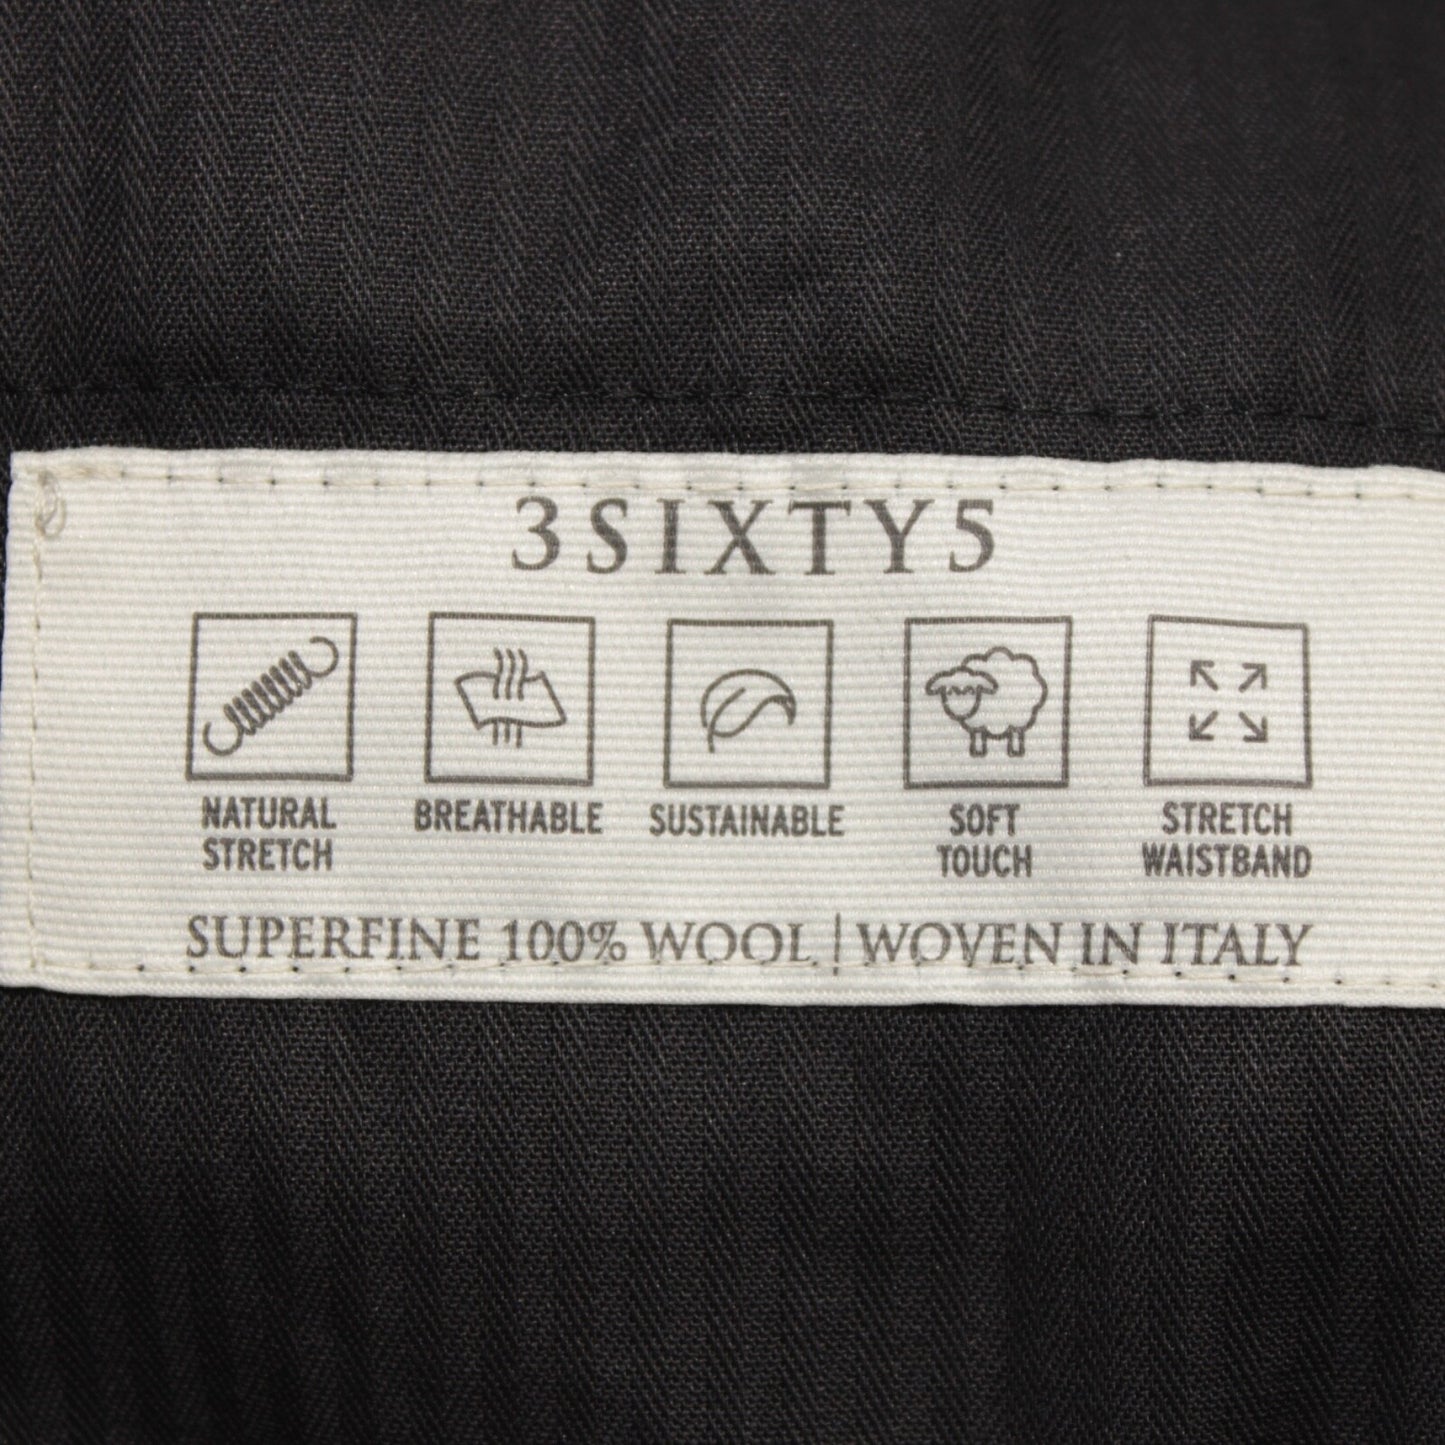 3SIXTY5
NATURAL STRETCH
BREATHABLE
SUSTAINABLE
SOFT TOUCH
STRETCH WAISTBAND
SUPERFINE 100% WOOL | WOVEN IN ITALY